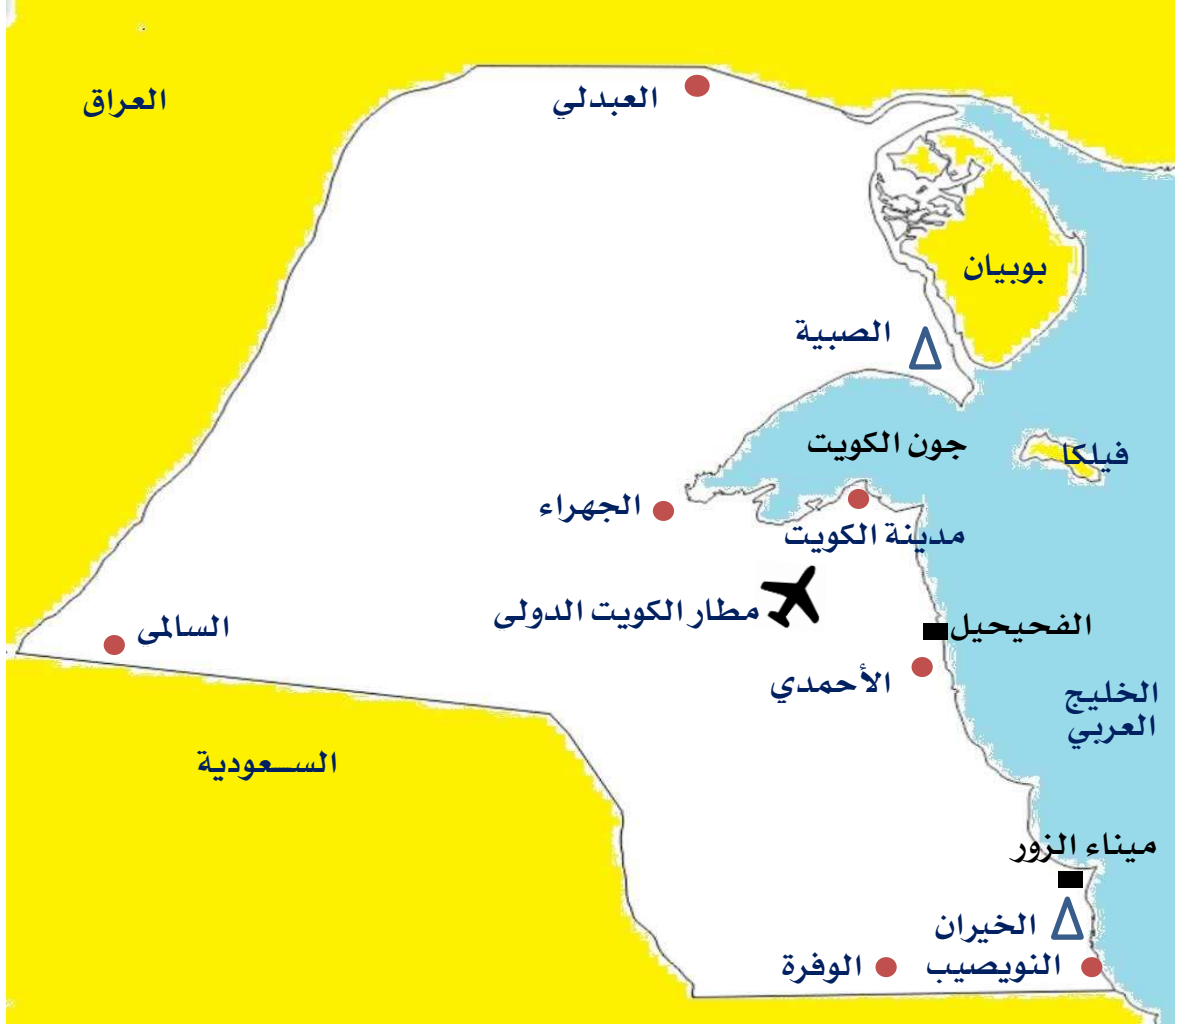 العبدلي
العراق
بوبيان
الصبية
جون الكويت
فيلكا
الجهراء
مدينة الكويت
مطار الكويت الدولى
الفحيحيل
السالمى
الأحمدي
الخليج
العربي
السـعودية
ميناء الزور
الخيران
النويصيب
الوفرة